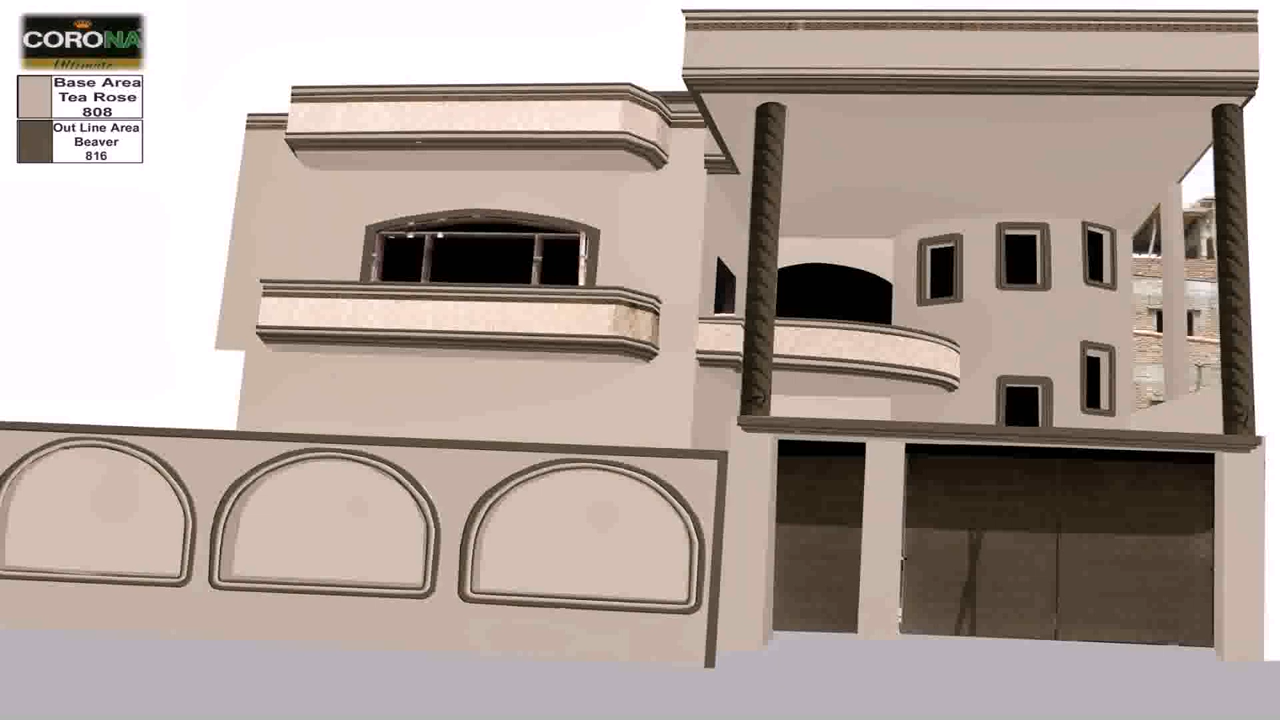 CORONA
Ultimate
Base Area
Tea Rose
808
Out Line Area
Beaver
816